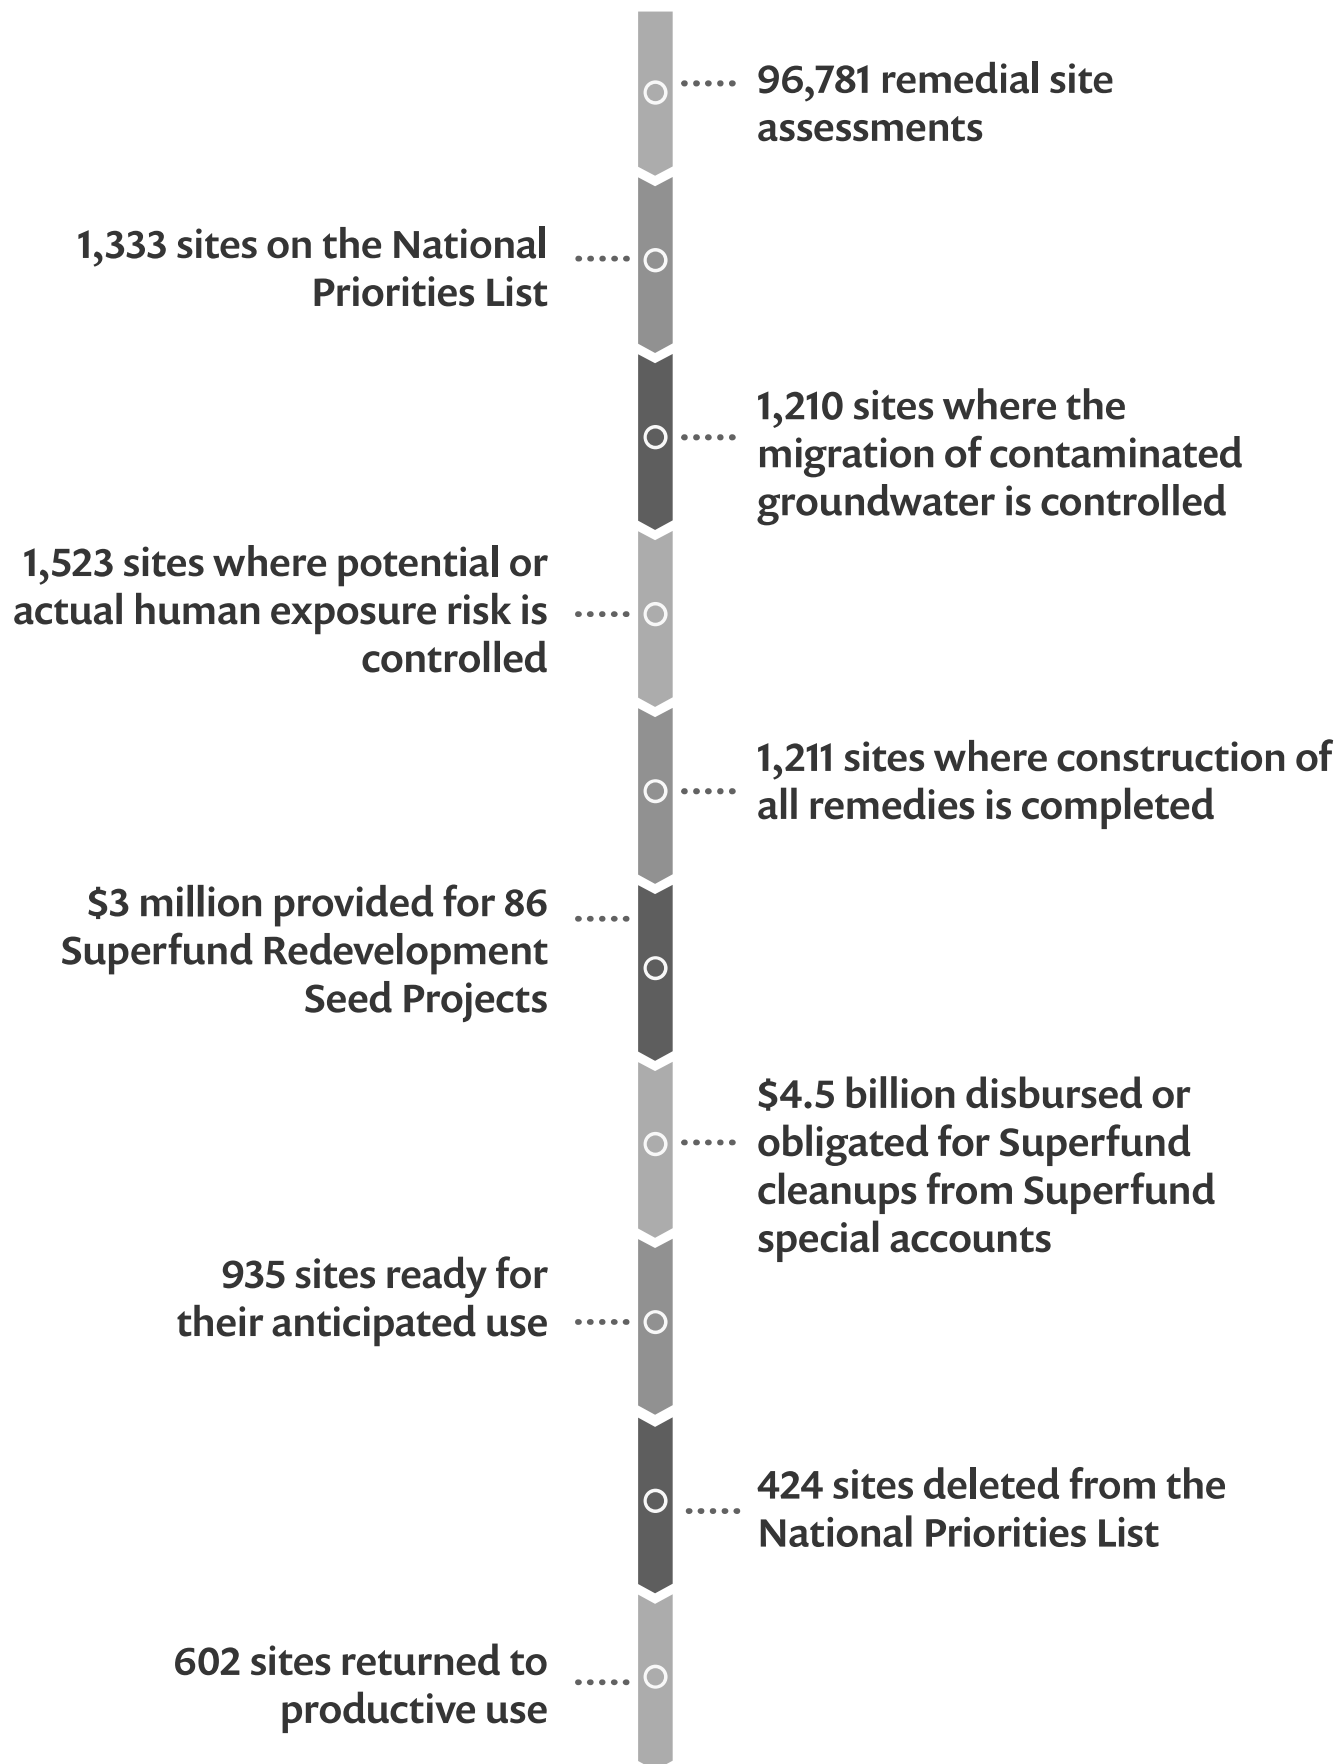 96,781 remedial site
assessments
1,333 sites on the National
Priorities List
1,210 sites where the
migration of contaminated
groundwater is controlled
1,523 sites where potential or
actual human exposure risk is
controlled
1,211 sites where construction of
all remedies is completed
$3 million provided for 86
Superfund Redevelopment
Seed Projects
$4.5 billion disbursed or
obligated for Superfund
cleanups from Superfund
special accounts
935 sites ready for
their anticipated use
424 sites deleted from the
National Priorities List
602 sites returned to
productive use